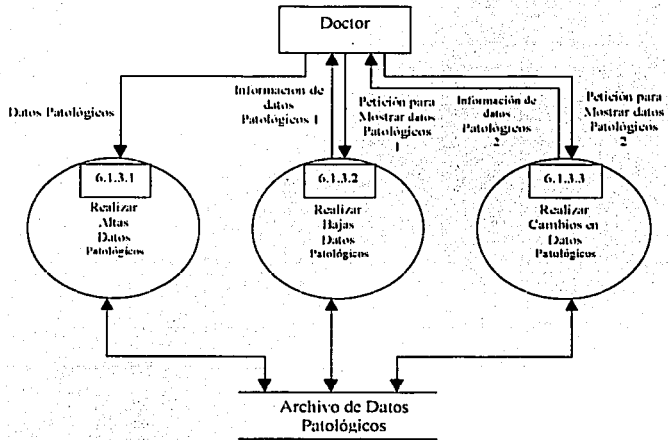 Doctor
Datos Patológicos
Información de
datos
Patológicos 1
Petición para
Mostrar datos
Patológicos
1
Información de
datos
Patológicos
2
Petición para
Mostrar datos
Patológicos
2
6.1.3.1
Realizar
Altas
Datos
Patológicos
6.1.3.2
Realizar
Bajas
Datos
Patológicos
6.1.3.3
Realizar
Cambios en
Datos
Patológicos
Archivo de Datos
Patológicos